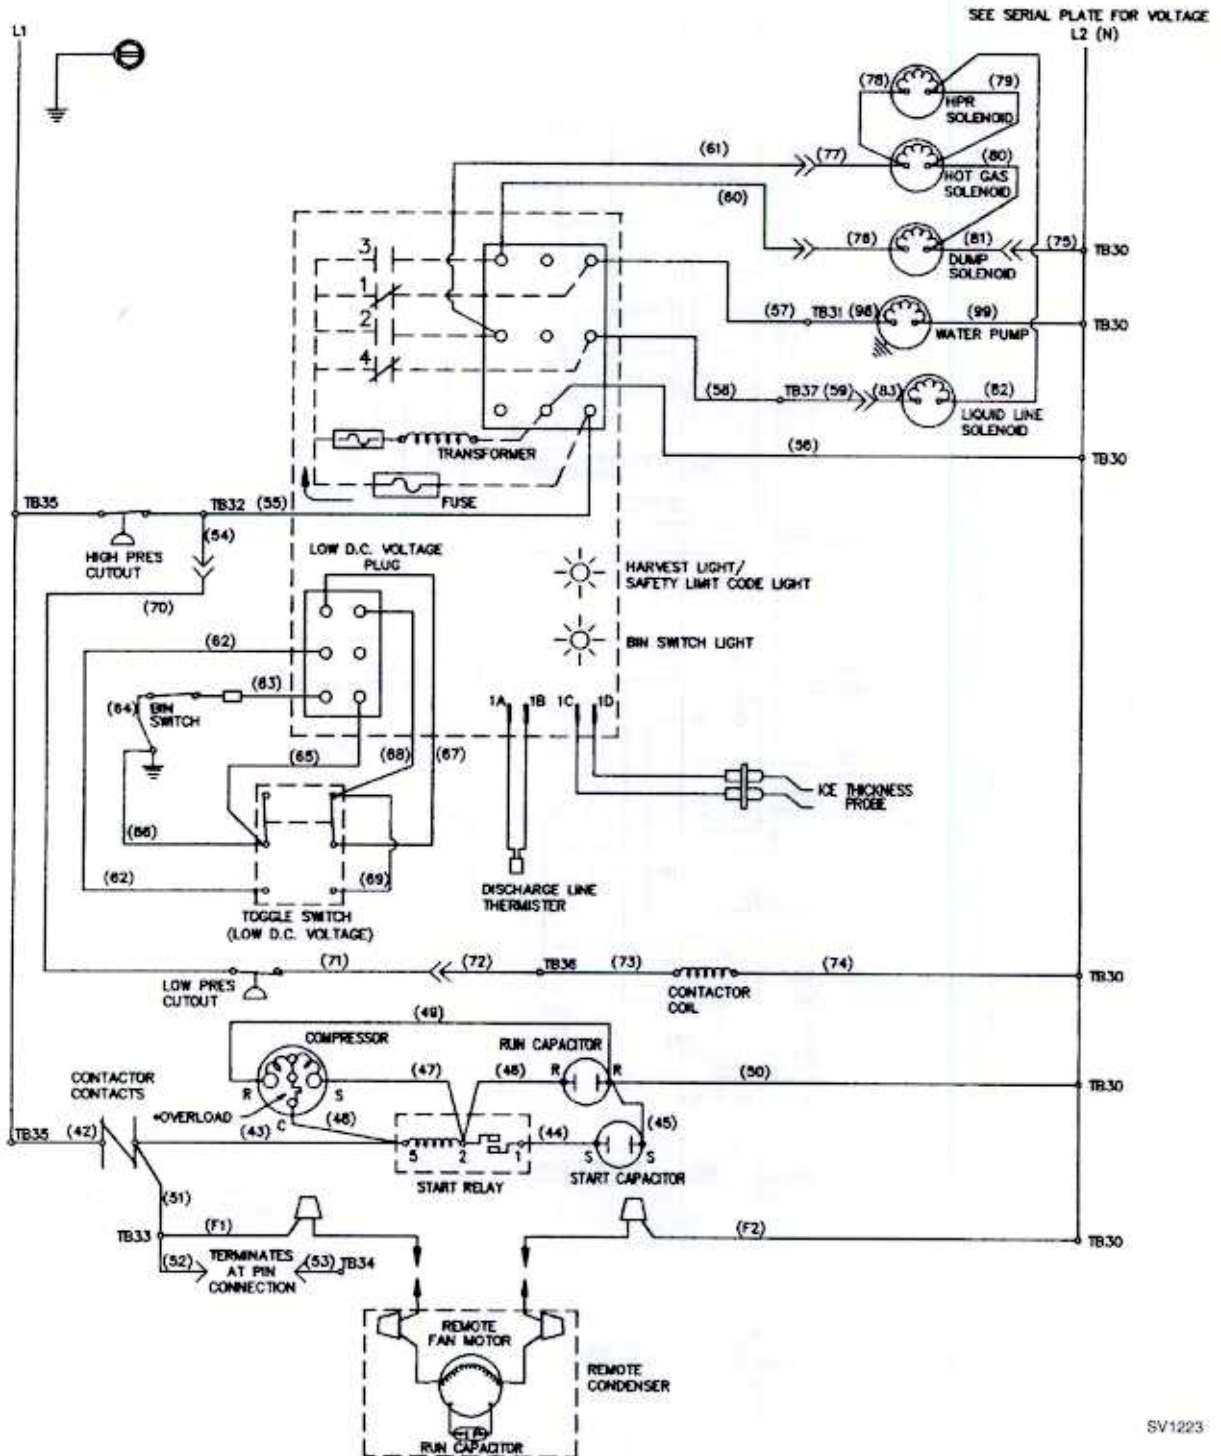 SEE SERIAL PLATE FOR VOLTAGE
L1
L2 (N)
(78)
(79)
HPR
SOLENOID
(61)
(77)
(80)
HOT GAS
SOLENOID
(60)
(76)
(81)
(75)
TB30
DUMP
SOLENOID
3
1
2
4
(57)
TB31
(98)
(99)
TB30
WATER PUMP
(58)
TB37
(59)
(83)
(82)
LIQUID LINE
SOLENOID
TRANSFORMER
(56)
TB30
FUSE
TB35
TB32
(55)
HIGH PRES
CUTOUT
(54)
LOW D.C. VOLTAGE
PLUG
HARVEST LIGHT/
SAFETY LIMIT CODE LIGHT
(70)
(62)
BIN SWITCH LIGHT
(63)
(64)
BIN
SWITCH
1A
1B
1C
1D
(65)
(68)
(67)
ICE THICKNESS
PROBE
(66)
(62)
(69)
DISCHARGE LINE
THERMISTER
TOGGLE SWITCH
(LOW D.C. VOLTAGE)
(71)
(72)
TB36
(73)
(74)
TB30
LOW PRES
CUTOUT
CONTACTOR
COIL
(49)
COMPRESSOR
RUN CAPACITOR
(47)
(46)
R
R
(50)
TB30
CONTACTOR
CONTACTS
R
S
*OVERLOAD
C
(48)
(45)
TB35
(42)
(43)
5
2
1
(44)
S
S
START RELAY
START CAPACITOR
(51)
TB33
(F1)
(F2)
TB30
(52)
TERMINATES
AT PIN
CONNECTION
(53)
TB34
REMOTE
FAN MOTOR
REMOTE
CONDENSER
RUN CAPACITOR
SV1223